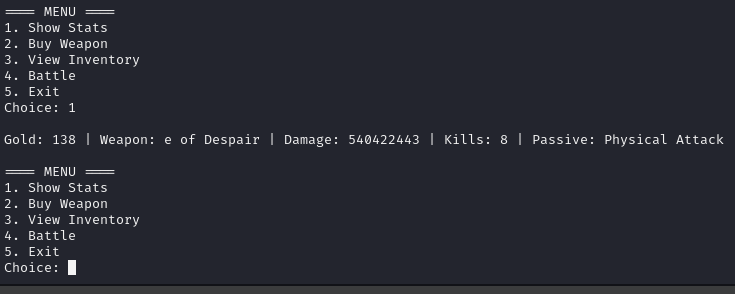 ==== MENU ====
1. Show Stats
2. Buy Weapon
3. View Inventory
4. Battle
5. Exit
Choice: 1
Gold: 138 | Weapon: e of Despair | Damage: 540422443 | Kills: 8 | Passive: Physical Attack
==== MENU ====
1. Show Stats
2. Buy Weapon
3. View Inventory
4. Battle
5. Exit
Choice: